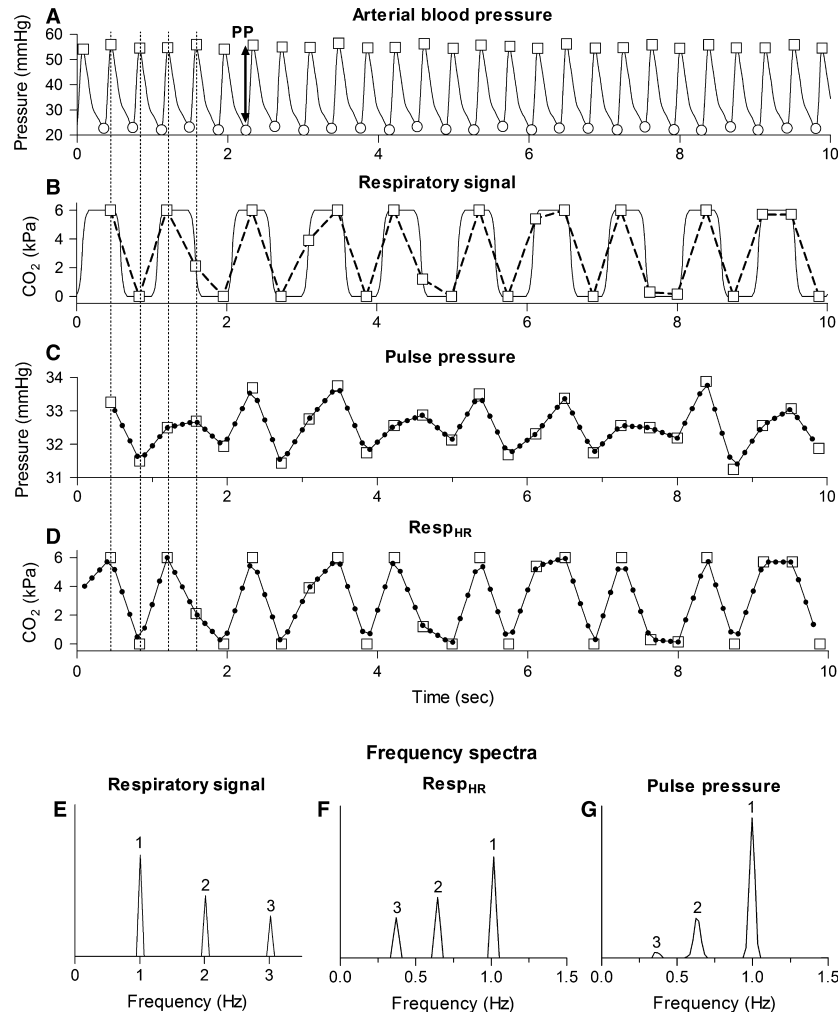 A
Arterial blood pressure
Pressure (mmHg)
60
50
40
30
20
PP
0
2
4
6
8
10
B
Respiratory signal
CO2 (kPa)
6
4
2
0
0
2
4
6
8
10
C
Pulse pressure
Pressure (mmHg)
34
33
32
31
0
2
4
6
8
10
D
RespHR
CO2 (kPa)
6
4
2
0
0
2
4
6
8
10
Time (sec)
Frequency spectra
E
Respiratory signal
1
2
3
0
1
2
3
Frequency (Hz)
F
RespHR
3
2
1
0.0
0.5
1.0
1.5
Frequency (Hz)
G
Pulse pressure
3
2
1
0.0
0.5
1.0
1.5
Frequency (Hz)